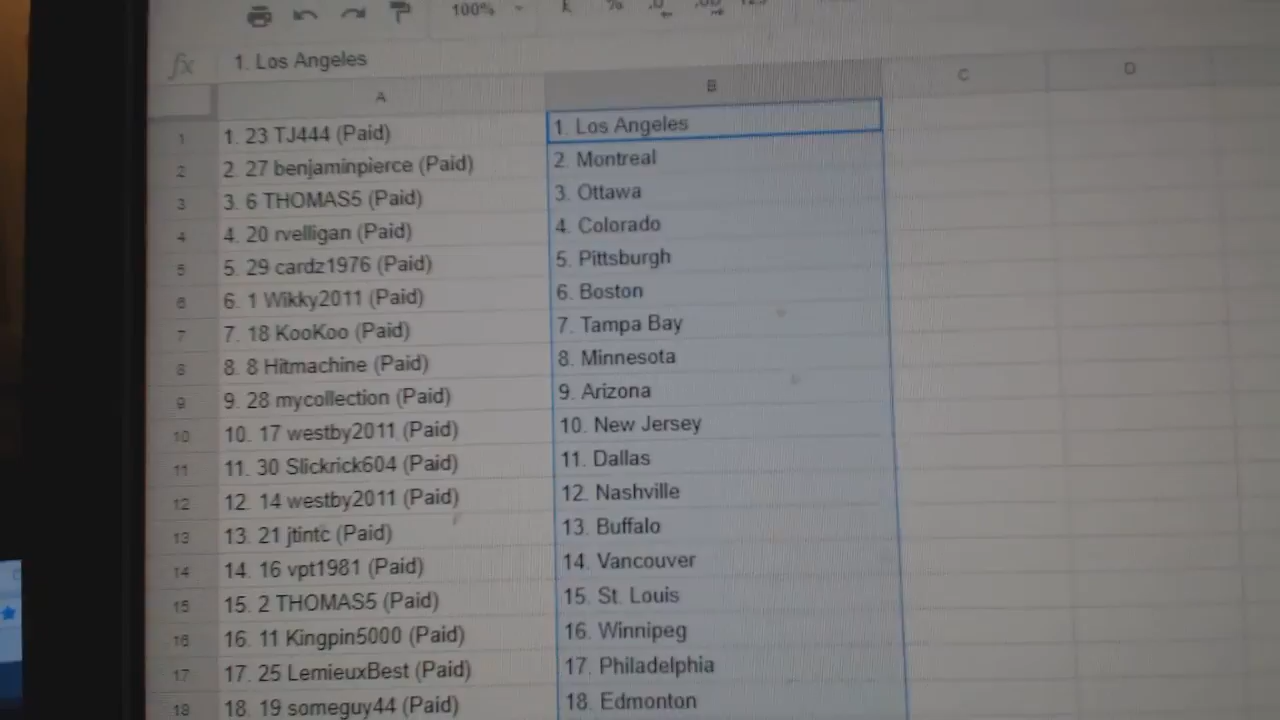 100%
fx 1. Los Angeles
A B C D
1 1. 23 TJ444 (Paid) 1. Los Angeles
2 2. 27 benjaminpierce (Paid) 2. Montreal
3 3. 6 THOMAS5 (Paid) 3. Ottawa
4 4. 20 rvelligan (Paid) 4. Colorado
5 5. 29 cardz1976 (Paid) 5. Pittsburgh
6 6. 1 Wikky2011 (Paid) 6. Boston
7 7. 18 KooKoo (Paid) 7. Tampa Bay
8 8. 8 Hitmachine (Paid) 8. Minnesota
9 9. 28 mycollection (Paid) 9. Arizona
10 10. 17 westby2011 (Paid) 10. New Jersey
11 11. 30 Slickrick604 (Paid) 11. Dallas
12 12. 14 westby2011 (Paid) 12. Nashville
13 13. 21 jtintc (Paid) 13. Buffalo
14 14. 16 vpt1981 (Paid) 14. Vancouver
15 15. 2 THOMAS5 (Paid) 15. St. Louis
16 16. 11 Kingpin5000 (Paid) 16. Winnipeg
17 17. 25 LemieuxBest (Paid) 17. Philadelphia
18 18. 19 someguy44 (Paid) 18. Edmonton